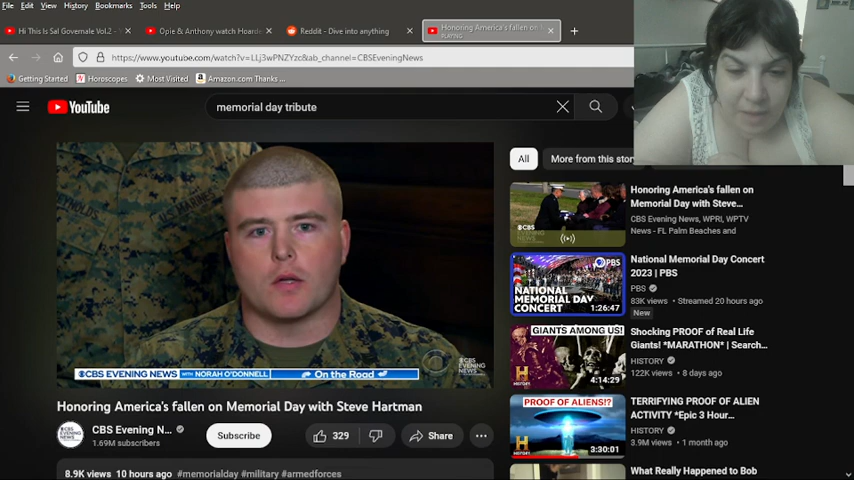 File Edit View History Bookmarks Tools Help
Hi This Is Sal Governale Vol.2 - Y
Opie & Anthony watch Hoarde
Reddit - Dive into anything
Honoring America's fallen on
PLAYING
https://www.youtube.com/watch?v=LLj3wPNZYzc&ab_channel=CBSEveningNews
Getting Started Horoscopes Most Visited Amazon.com Thanks ...
YouTube
memorial day tribute
CBS EVENING NEWS WITH NORAH O'DONNELL On the Road
CBS EVENING NEWS
Honoring America's fallen on Memorial Day with Steve Hartman
CBS Evening N...
1.69M subscribers
Subscribe
329
Share
8.9K views 10 hours ago #memorialday #military #armedforces
All
More from this story
Honoring America's fallen on
Memorial Day with Steve...
CBS Evening News, WPRI, WPTV
News - FL Palm Beaches and
PBS
NATIONAL
MEMORIAL DAY
CONCERT
1:26:47
National Memorial Day Concert
2023 | PBS
PBS
83K views • Streamed 20 hours ago
New
GIANTS AMONG US!
H
HISTORY
4:14:29
Shocking PROOF of Real Life
Giants! *MARATHON* | Search...
HISTORY
122K views • 8 days ago
PROOF OF ALIENS!?
H
HISTORY
3:30:01
TERRIFYING PROOF OF ALIEN
ACTIVITY *Epic 3 Hour...
HISTORY
3.9M views • 1 month ago
What Really Happened to Bob